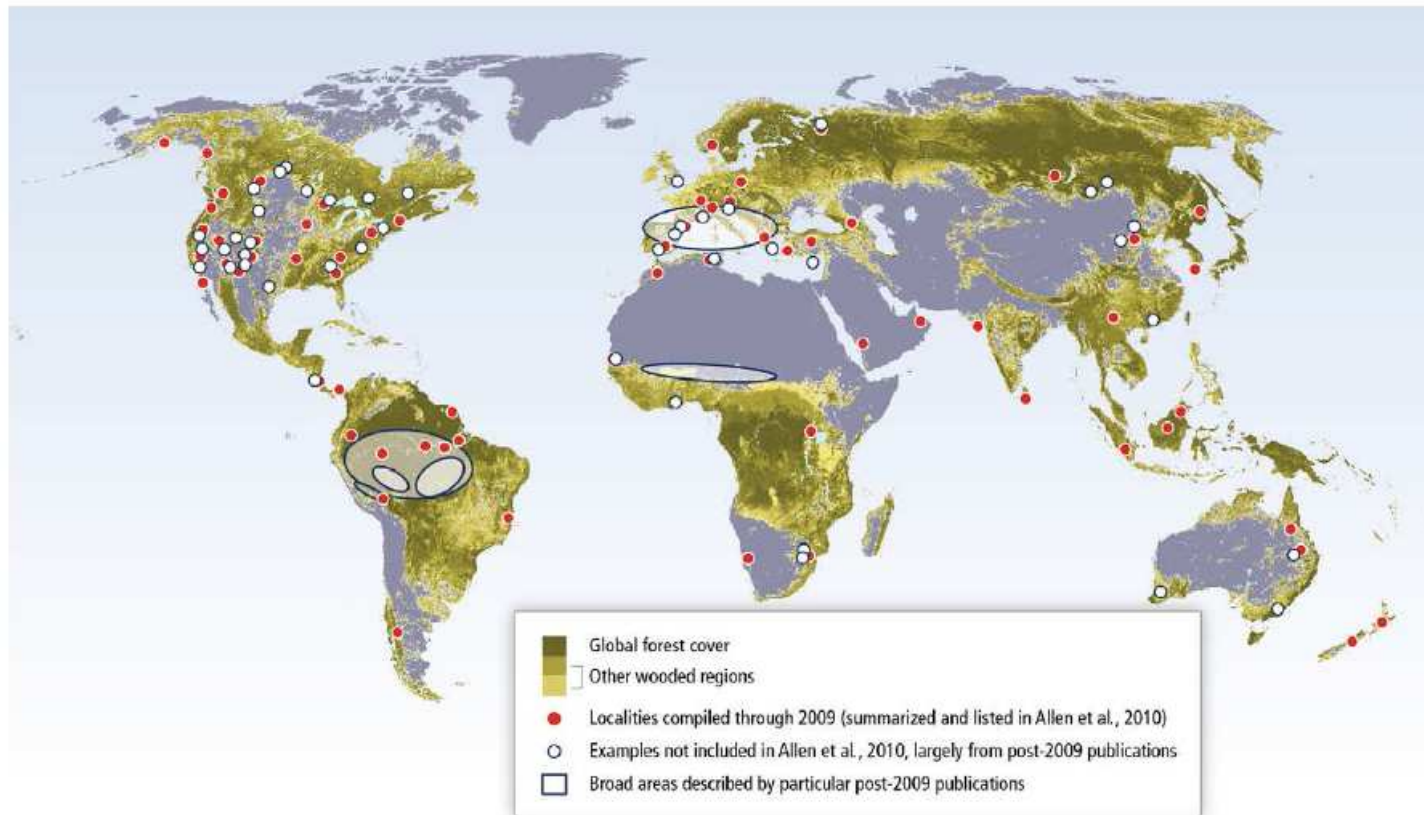 Global forest cover
Other wooded regions
Localities compiled through 2009 (summarized and listed in Allen et al., 2010)
Examples not included in Allen et al., 2010, largely from post-2009 publications
Broad areas described by particular post-2009 publications